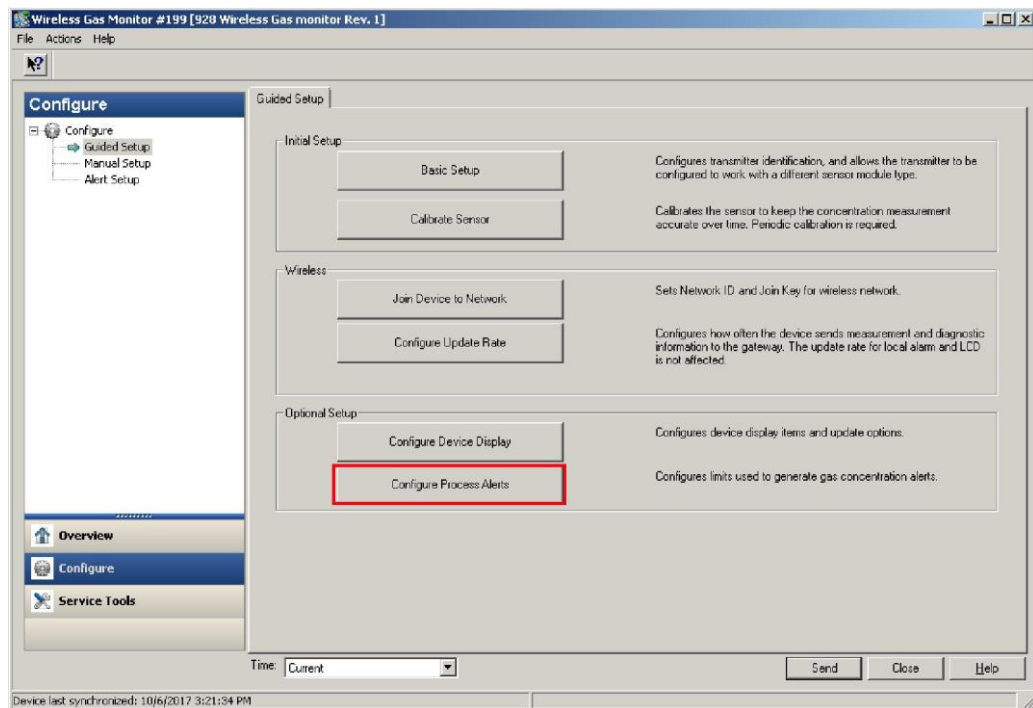 Wireless Gas Monitor #199 [928 Wireless Gas monitor Rev. 1]
File Actions Help
Configure
Configure
Guided Setup
Manual Setup
Alert Setup
Overview
Configure
Service Tools
Guided Setup
Initial Setup
Basic Setup
Configures transmitter identification, and allows the transmitter to be
configured to work with a different sensor module type.
Calibrate Sensor
Calibrates the sensor to keep the concentration measurement
accurate over time. Periodic calibration is required.
Wireless
Join Device to Network
Sets Network ID and Join Key for wireless network.
Configure Update Rate
Configures how often the device sends measurement and diagnostic
information to the gateway. The update rate for local alarm and LCD
is not affected.
Optional Setup
Configure Device Display
Configures device display items and update options.
Configure Process Alerts
Configures limits used to generate gas concentration alerts.
Time: Current
Send
Close
Help
Device last synchronized: 10/6/2017 3:21:34 PM